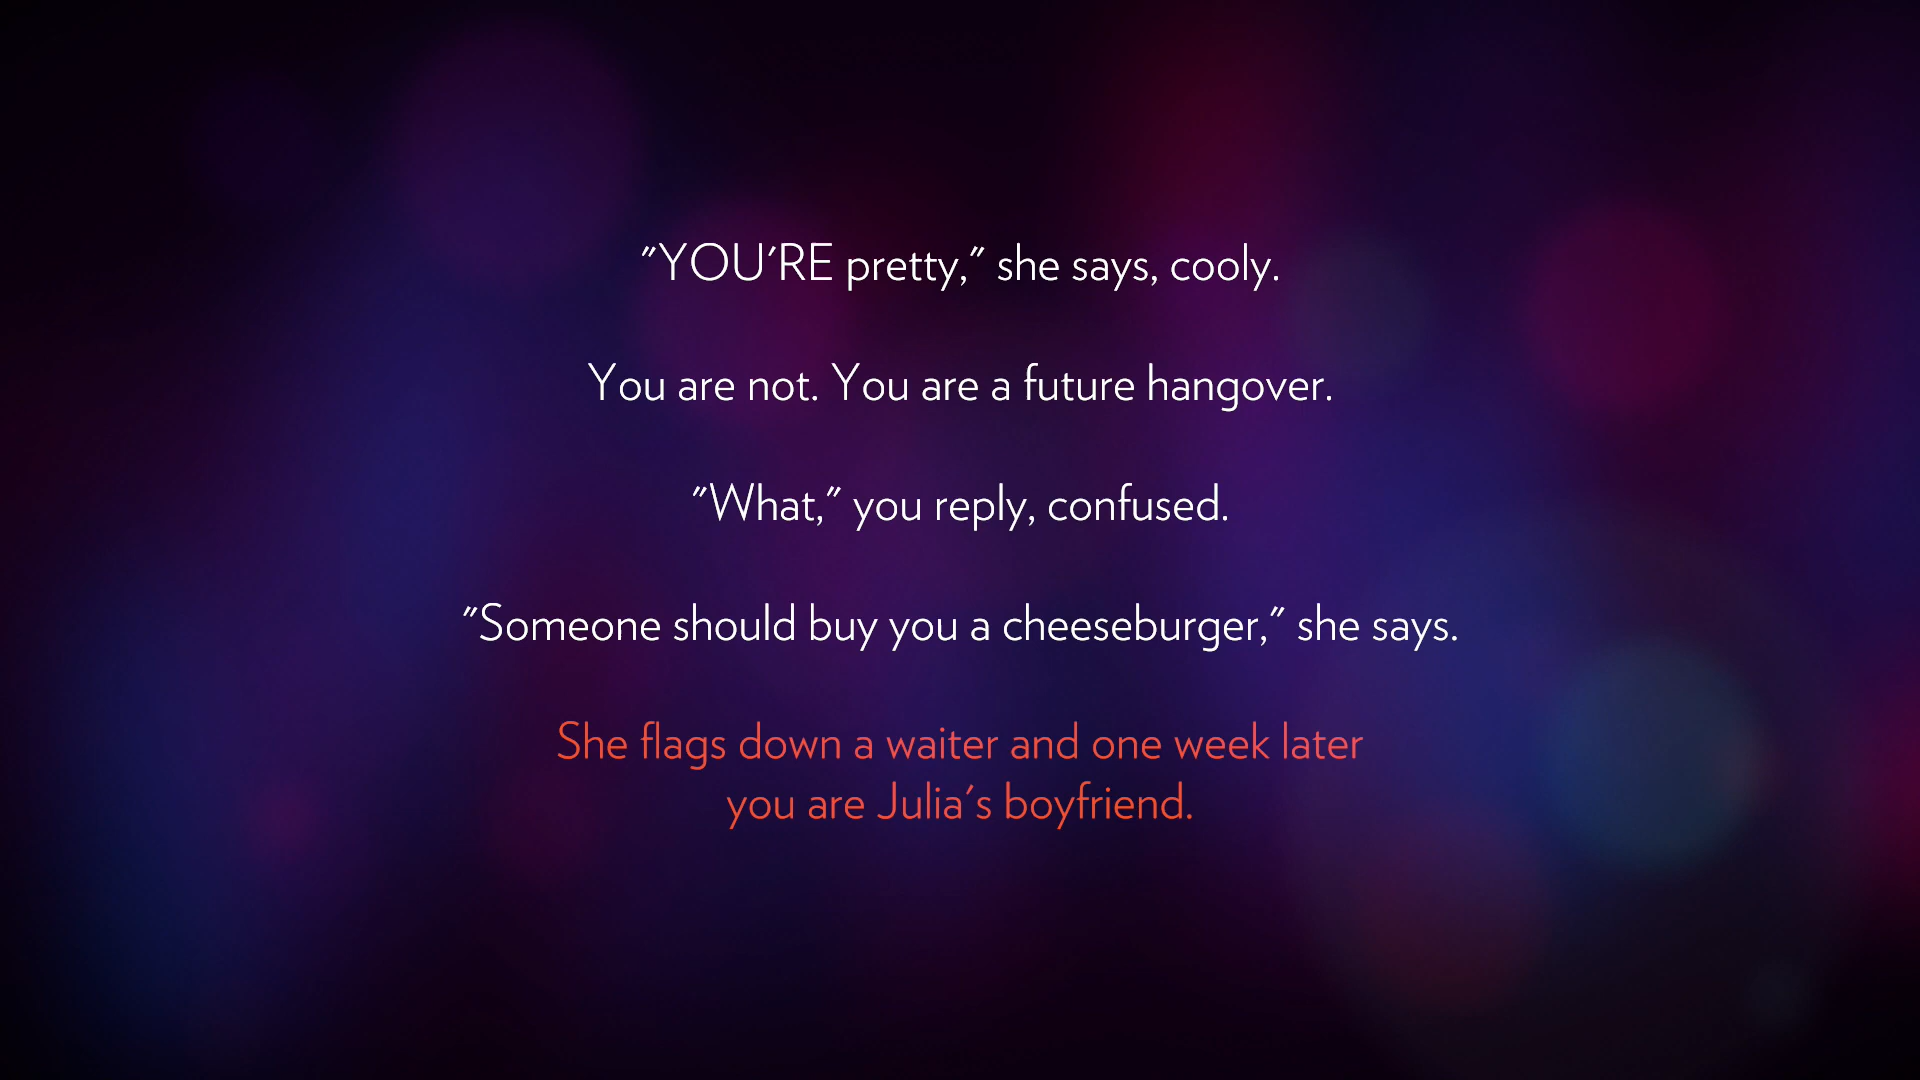 "YOU'RE pretty," she says, cooly.
You are not. You are a future hangover.
"What," you reply, confused.
"Someone should buy you a cheeseburger," she says.
She flags down a waiter and one week later
you are Julia's boyfriend.